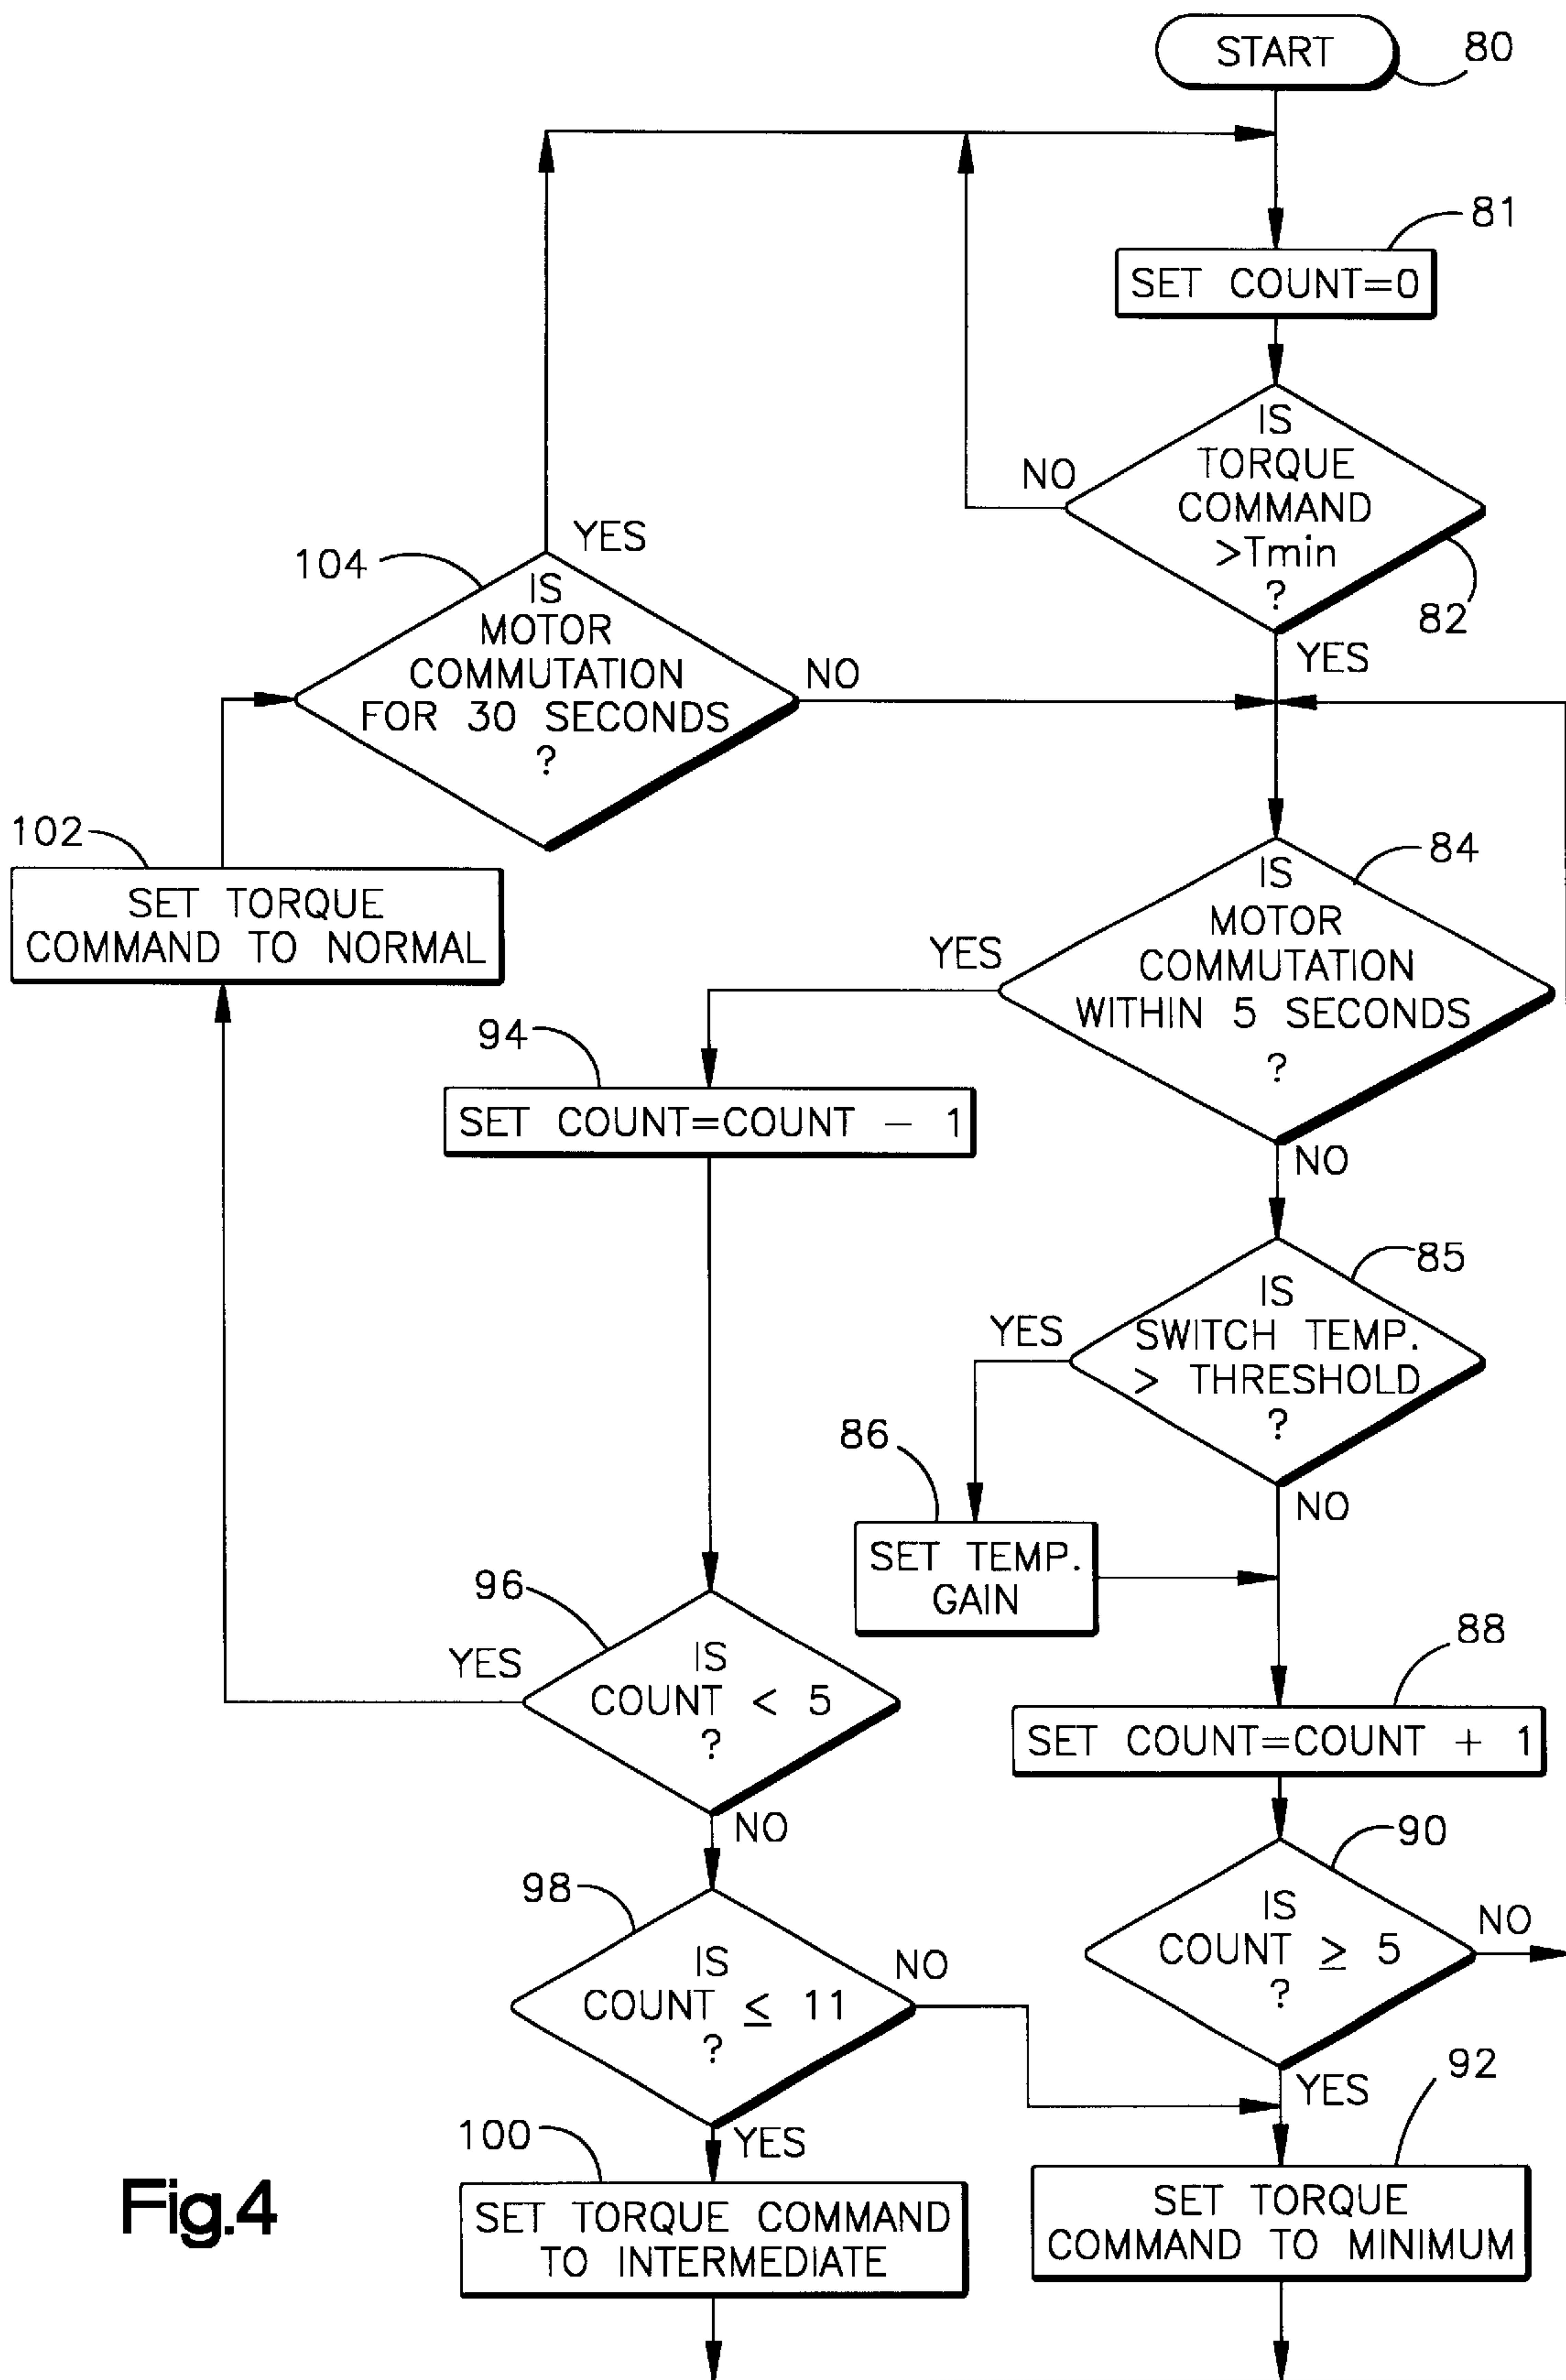 START
80
81
SET COUNT=0
IS
TORQUE
COMMAND
>Tmin
?
NO
82
YES
104
YES
IS
MOTOR
COMMUTATION
FOR 30 SECONDS
?
NO
102
SET TORQUE
COMMAND TO NORMAL
84
IS
MOTOR
COMMUTATION
WITHIN 5 SECONDS
?
YES
NO
94
SET COUNT=COUNT - 1
85
IS
SWITCH TEMP.
> THRESHOLD
?
YES
NO
86
SET TEMP.
GAIN
88
SET COUNT=COUNT + 1
96
IS
COUNT < 5
?
YES
NO
90
IS
COUNT ≥ 5
?
NO
YES
98
IS
COUNT ≤ 11
?
NO
YES
92
SET TORQUE
COMMAND TO MINIMUM
100
SET TORQUE COMMAND
TO INTERMEDIATE
Fig.4